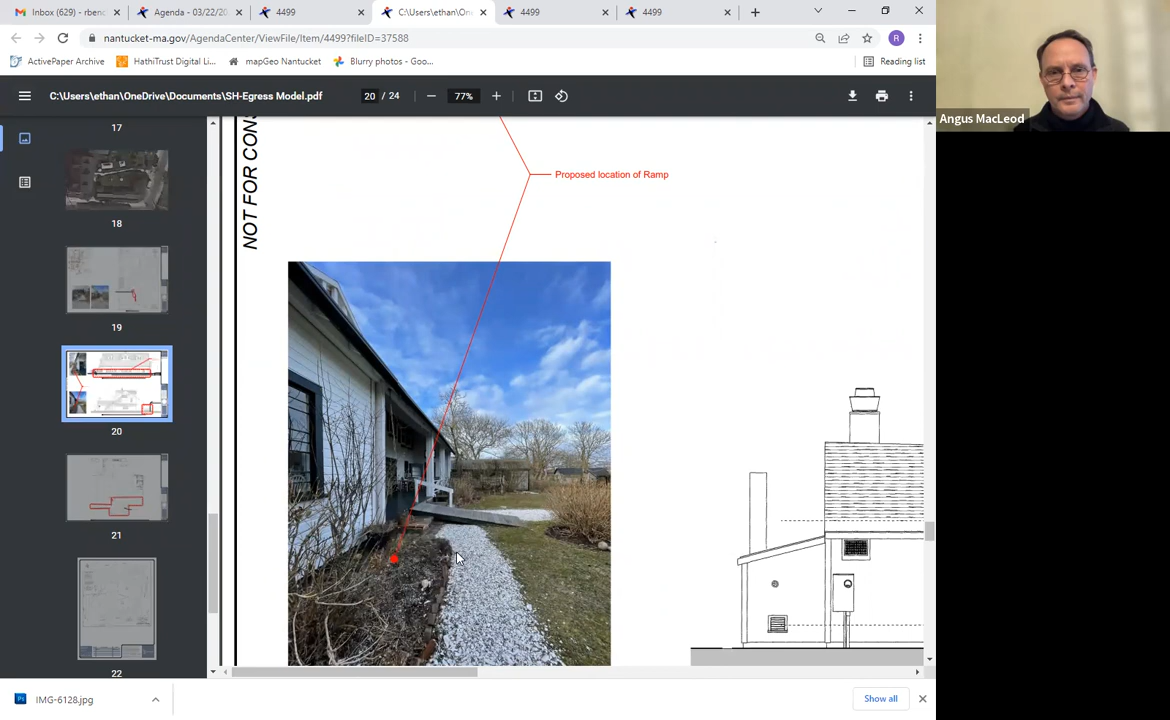 Inbox (629) - rbenc
Agenda - 03/22/20
4499
C:\Users\ethan\On
4499
4499
nantucket-ma.gov/AgendaCenter/ViewFile/Item/4499?fileID=37588
R
ActivePaper Archive
HathiTrust Digital Li...
mapGeo Nantucket
Blurry photos - Goo...
Reading list
C:\Users\ethan\OneDrive\Documents\SH-Egress Model.pdf
20 / 24
77%
Angus MacLeod
17
18
19
20
21
22
NOT FOR CONS
Proposed location of Ramp
IMG-6128.jpg
Show all